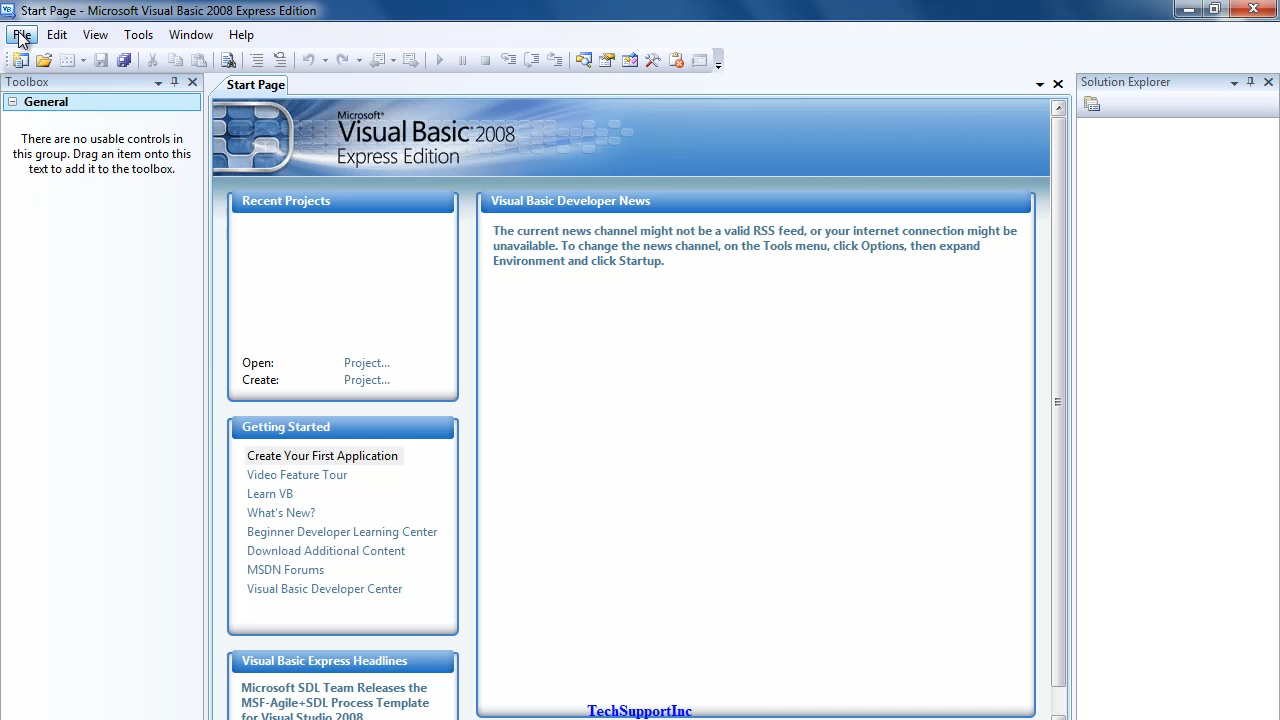 Start Page - Microsoft Visual Basic 2008 Express Edition
File Edit View Tools Window Help
Toolbox
General
There are no usable controls in
this group. Drag an item onto this
text to add it to the toolbox.
Start Page
Microsoft®
Visual Basic® 2008
Express Edition
Recent Projects
Open: Project...
Create: Project...
Getting Started
Create Your First Application
Video Feature Tour
Learn VB
What's New?
Beginner Developer Learning Center
Download Additional Content
MSDN Forums
Visual Basic Developer Center
Visual Basic Express Headlines
Microsoft SDL Team Releases the
MSF-Agile+SDL Process Template
for Visual Studio 2008
Visual Basic Developer News
The current news channel might not be a valid RSS feed, or your internet connection might be
unavailable. To change the news channel, on the Tools menu, click Options, then expand
Environment and click Startup.
Solution Explorer
TechSupportInc